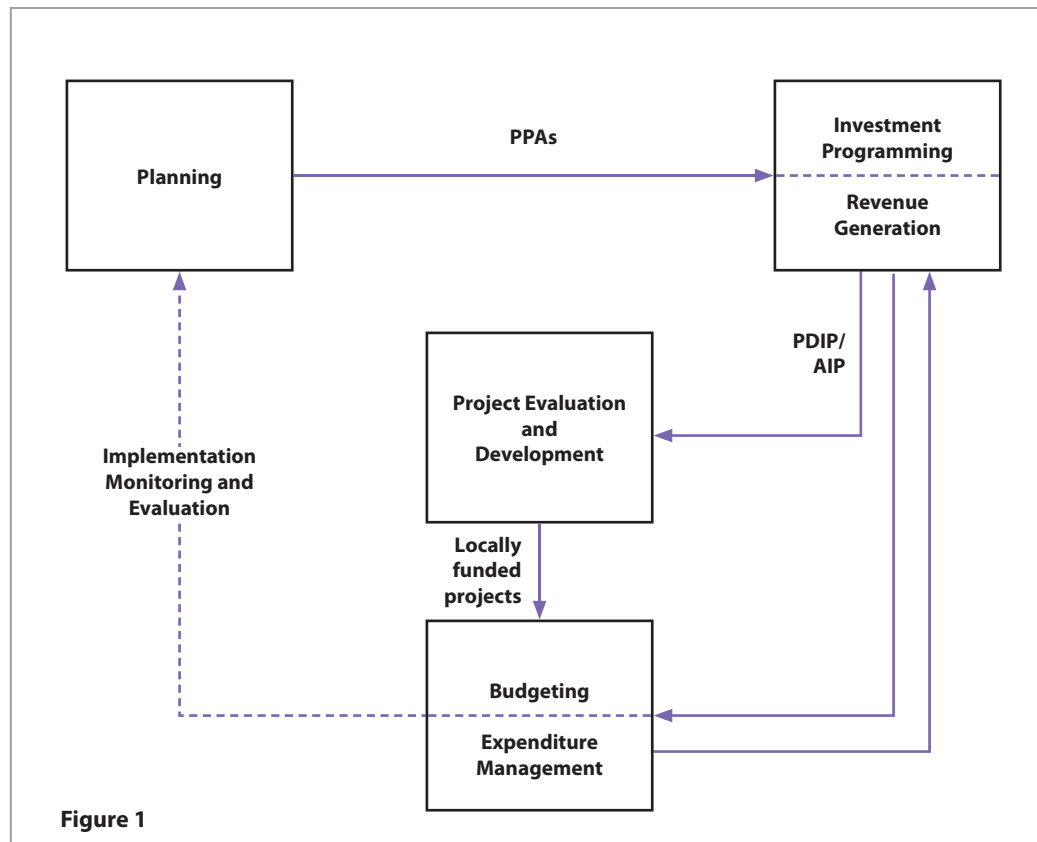 Planning
PPAs
Investment
Programming
Revenue
Generation
PDIP/
AIP
Project Evaluation
and
Development
Implementation
Monitoring and
Evaluation
Locally
funded
projects
Budgeting
Expenditure
Management
Figure 1